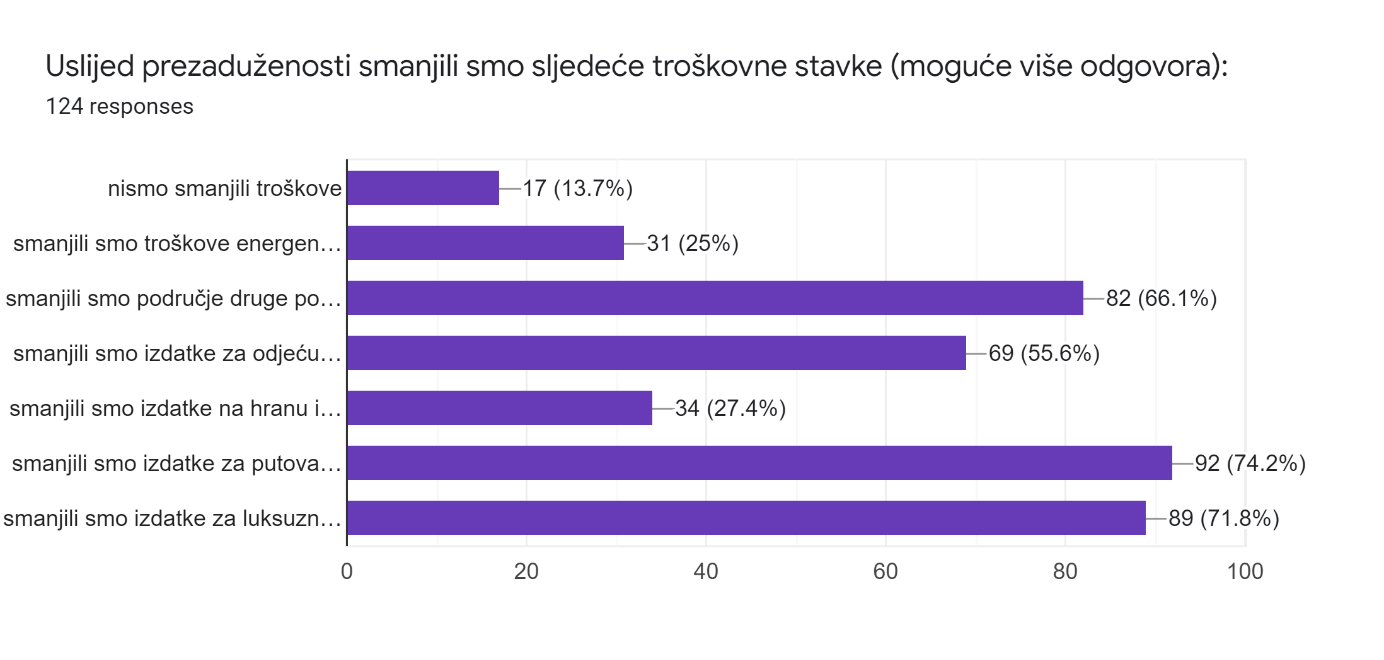 Uslijed prezaduženosti smanjili smo sljedeće troškovne stavke (moguće više odgovora):
124 responses
nismo smanjili troškove 17 (13.7%)
smanjili smo troškove energen… 31 (25%)
smanjili smo područje druge po… 82 (66.1%)
smanjili smo izdatke za odjeću… 69 (55.6%)
smanjili smo izdatke na hranu i… 34 (27.4%)
smanjili smo izdatke za putova… 92 (74.2%)
smanjili smo izdatke za luksuzn… 89 (71.8%)
0 20 40 60 80 100